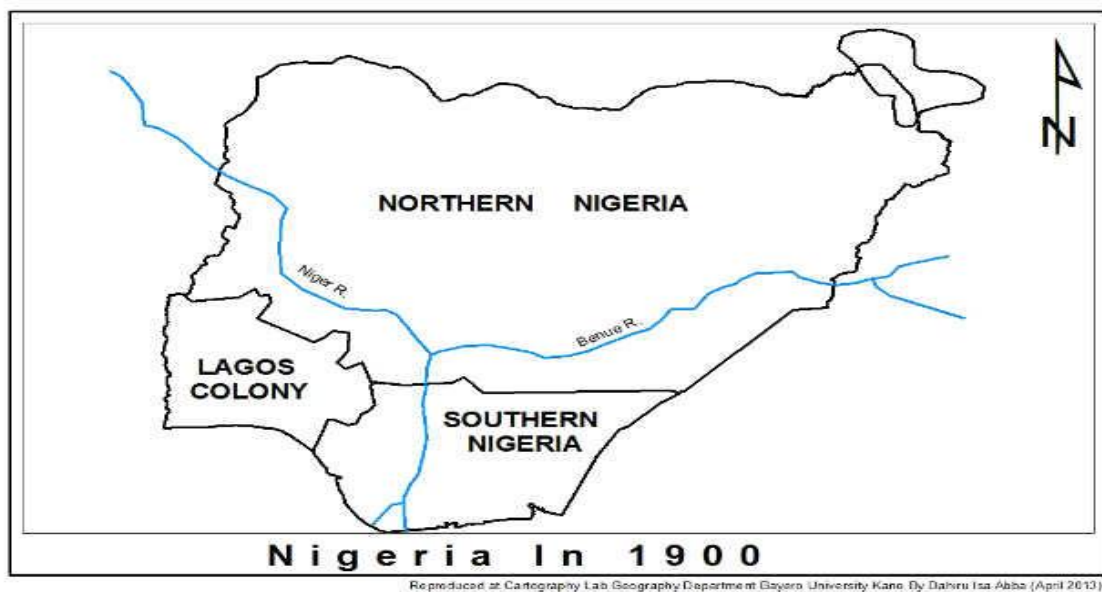 N
NORTHERN NIGERIA
Niger R.
Benue R.
LAGOS
COLONY
SOUTHERN
NIGERIA
Nigeria In 1900
Reproduced at Cartography Lab Geography Department Bayero University Kano By Dahiru Isa Abba (April 2013)